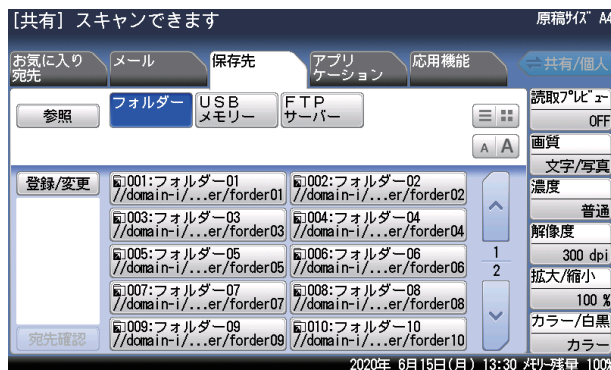 [共有] スキャンできます
原稿ｻｲｽﾞ A4
お気に入り
宛先
メール
保存先
アプリ
ケーション
応用機能
共有/個人
参照
フォルダー
USB
メモリー
FTP
サーバー
A A
読取ﾌﾟﾚﾋﾞｭｰ
OFF
画質
文字/写真
濃度
普通
解像度
300 dpi
拡大/縮小
100 %
カラー/白黒
カラー
登録/変更
001:フォルダー01
//domain-i/...er/forder01
002:フォルダー02
//domain-i/...er/forder02
003:フォルダー03
//domain-i/...er/forder03
004:フォルダー04
//domain-i/...er/forder04
005:フォルダー05
//domain-i/...er/forder05
006:フォルダー06
//domain-i/...er/forder06
007:フォルダー07
//domain-i/...er/forder07
008:フォルダー08
//domain-i/...er/forder08
009:フォルダー09
//domain-i/...er/forder09
010:フォルダー10
//domain-i/...er/forder10
1
2
宛先確認
2020年 6月15日(月) 13:30 ﾒﾓﾘｰ残量 100%